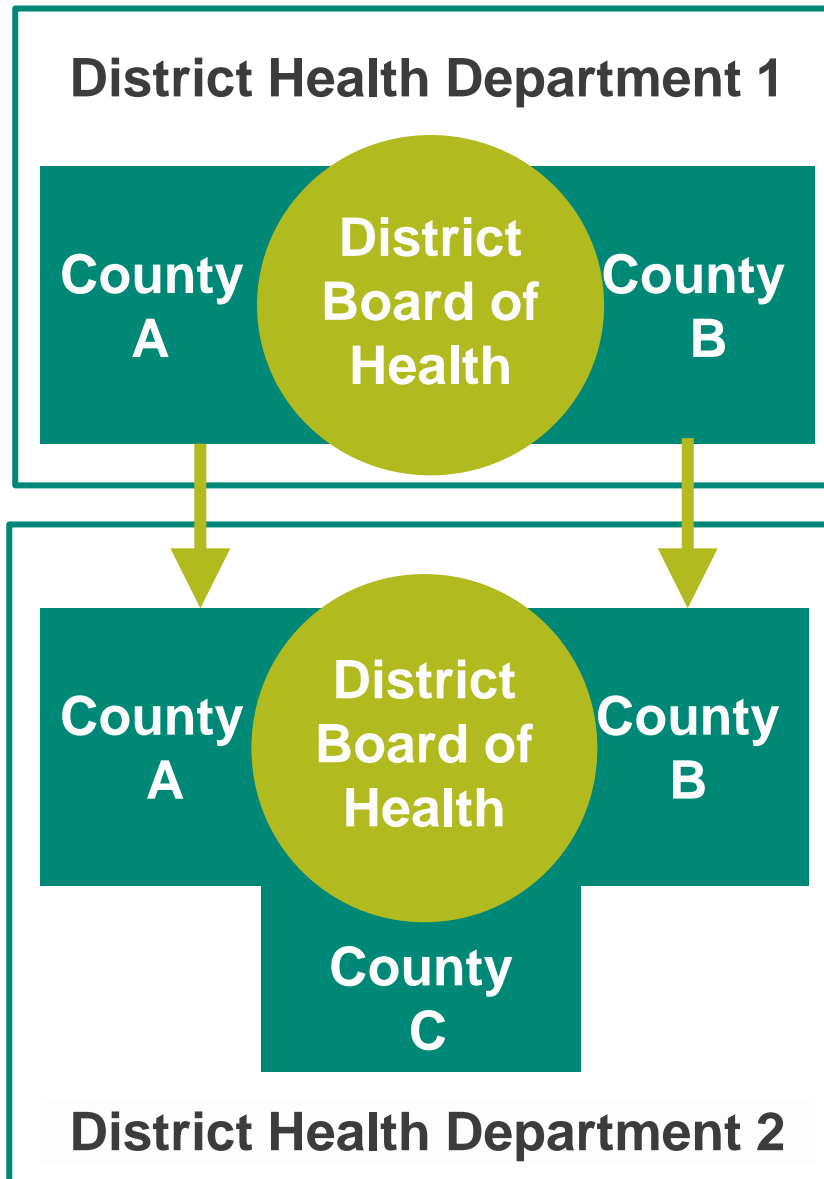 District Health Department 1
County
A
District
Board of
Health
County
B
County
A
District
Board of
Health
County
B
County
C
District Health Department 2